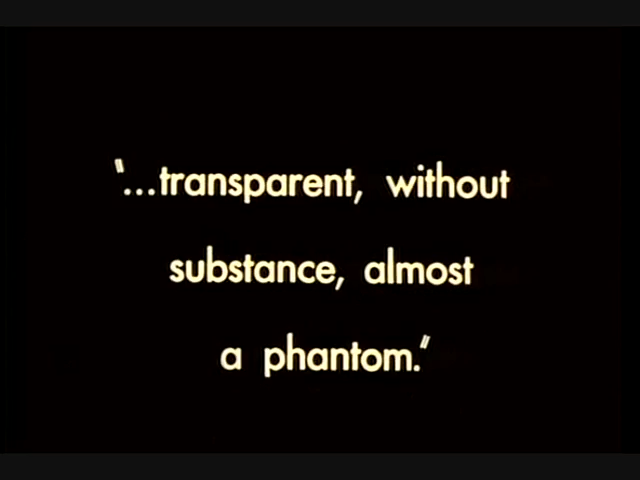 "...transparent, without
substance, almost
a phantom."